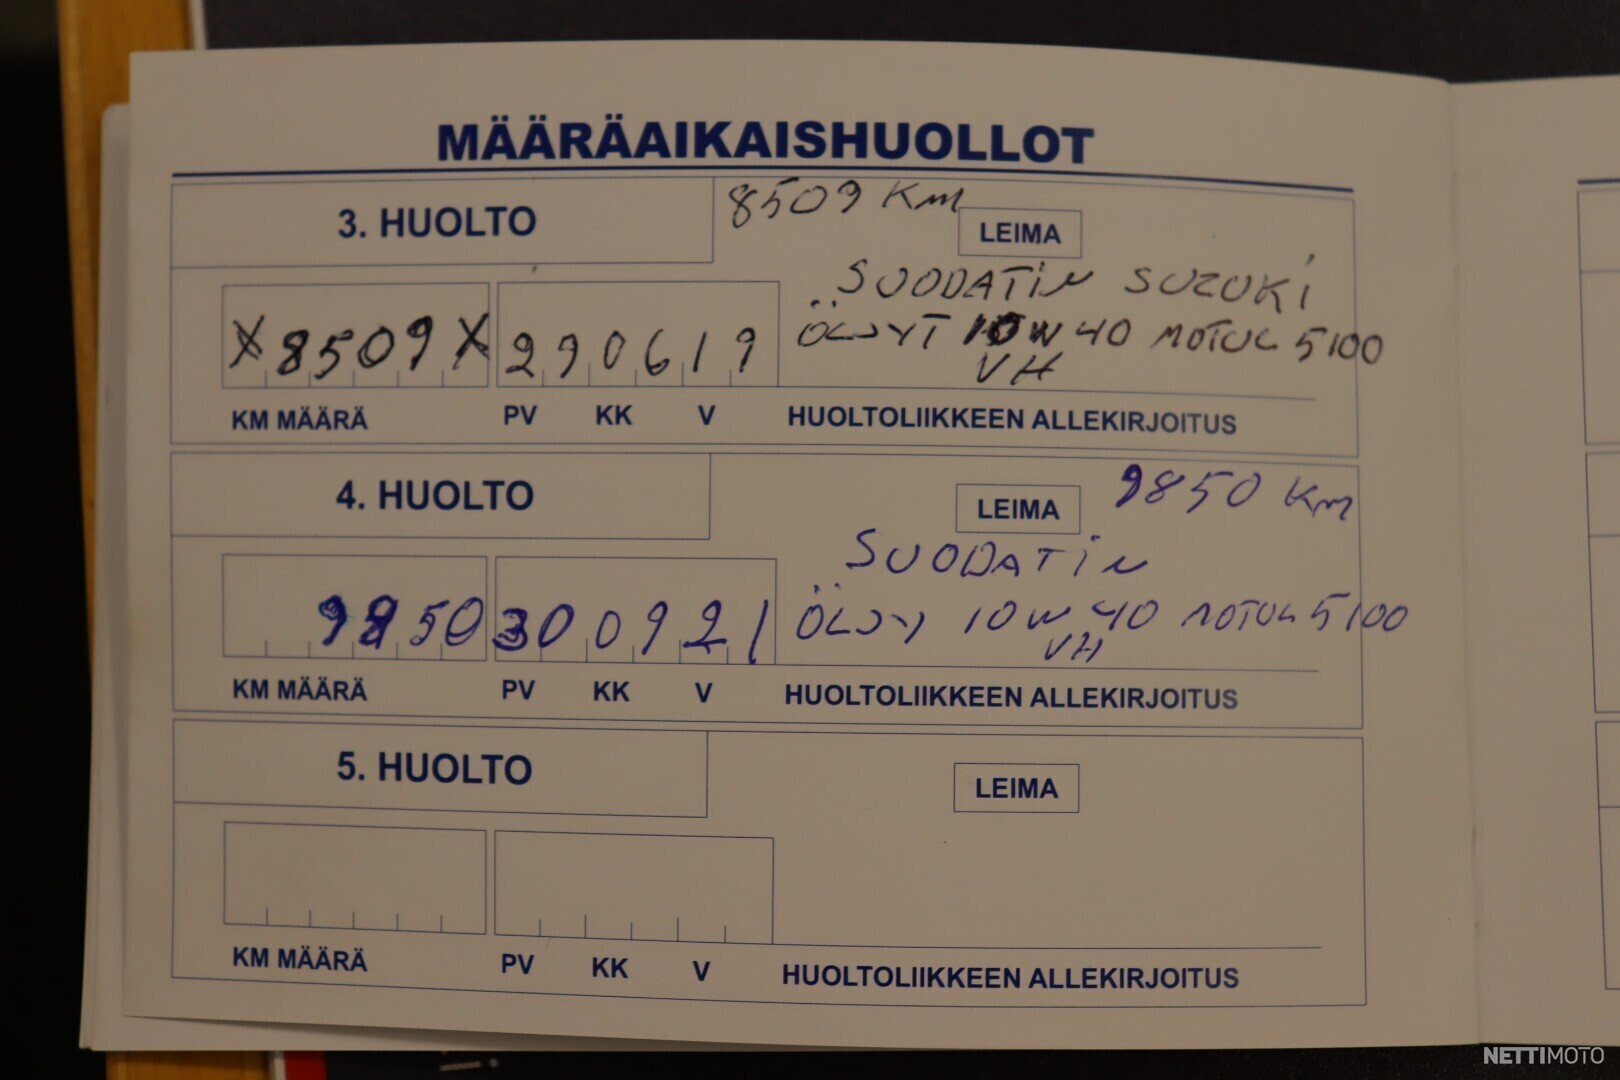 MÄÄRÄAIKAISHUOLLOT
3. HUOLTO
8509 Km
LEIMA
SUODATIN SUZUKI
X8509X 290619 ÖLJYT 10W40 MOTUL 5100
VH
KM MÄÄRÄ PV KK V HUOLTOLIIKKEEN ALLEKIRJOITUS
4. HUOLTO
LEIMA
9850 Km
SUODATIN
9850 300921 ÖLJY 10W40 MOTUL 5100
VH
KM MÄÄRÄ PV KK V HUOLTOLIIKKEEN ALLEKIRJOITUS
5. HUOLTO
LEIMA
KM MÄÄRÄ PV KK V HUOLTOLIIKKEEN ALLEKIRJOITUS
NETTIMOTO